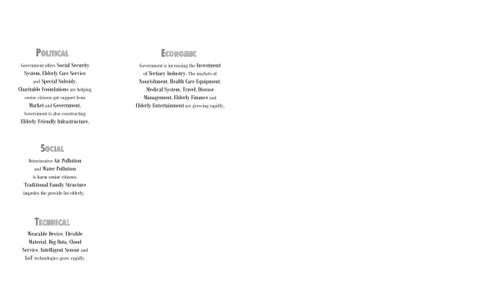 POLITICAL
Government offers Social Security
System, Elderly Care Service
and Special Subsidy.
Charitable Foundations are helping
senior citizens get support from
Market and Government.
Government is also constructing
Elderly Friendly Infrastructure.
ECONOMIC
Government is increasing the Investment
of Tertiary Industry. The markets of
Nourishment, Health Care Equipment,
Medical System, Travel, Disease
Management, Elderly Finance and
Elderly Entertainment are growing rapidly.
SOCIAL
Deteriorative Air Pollution
and Water Pollution
is harm senior citizens.
Traditional Family Structure
impedes the provide for elderly.
TECHNICAL
Wearable Device, Flexible
Material, Big Data, Cloud
Service, Intelligent Sensor and
IoT technologies grow rapidly.